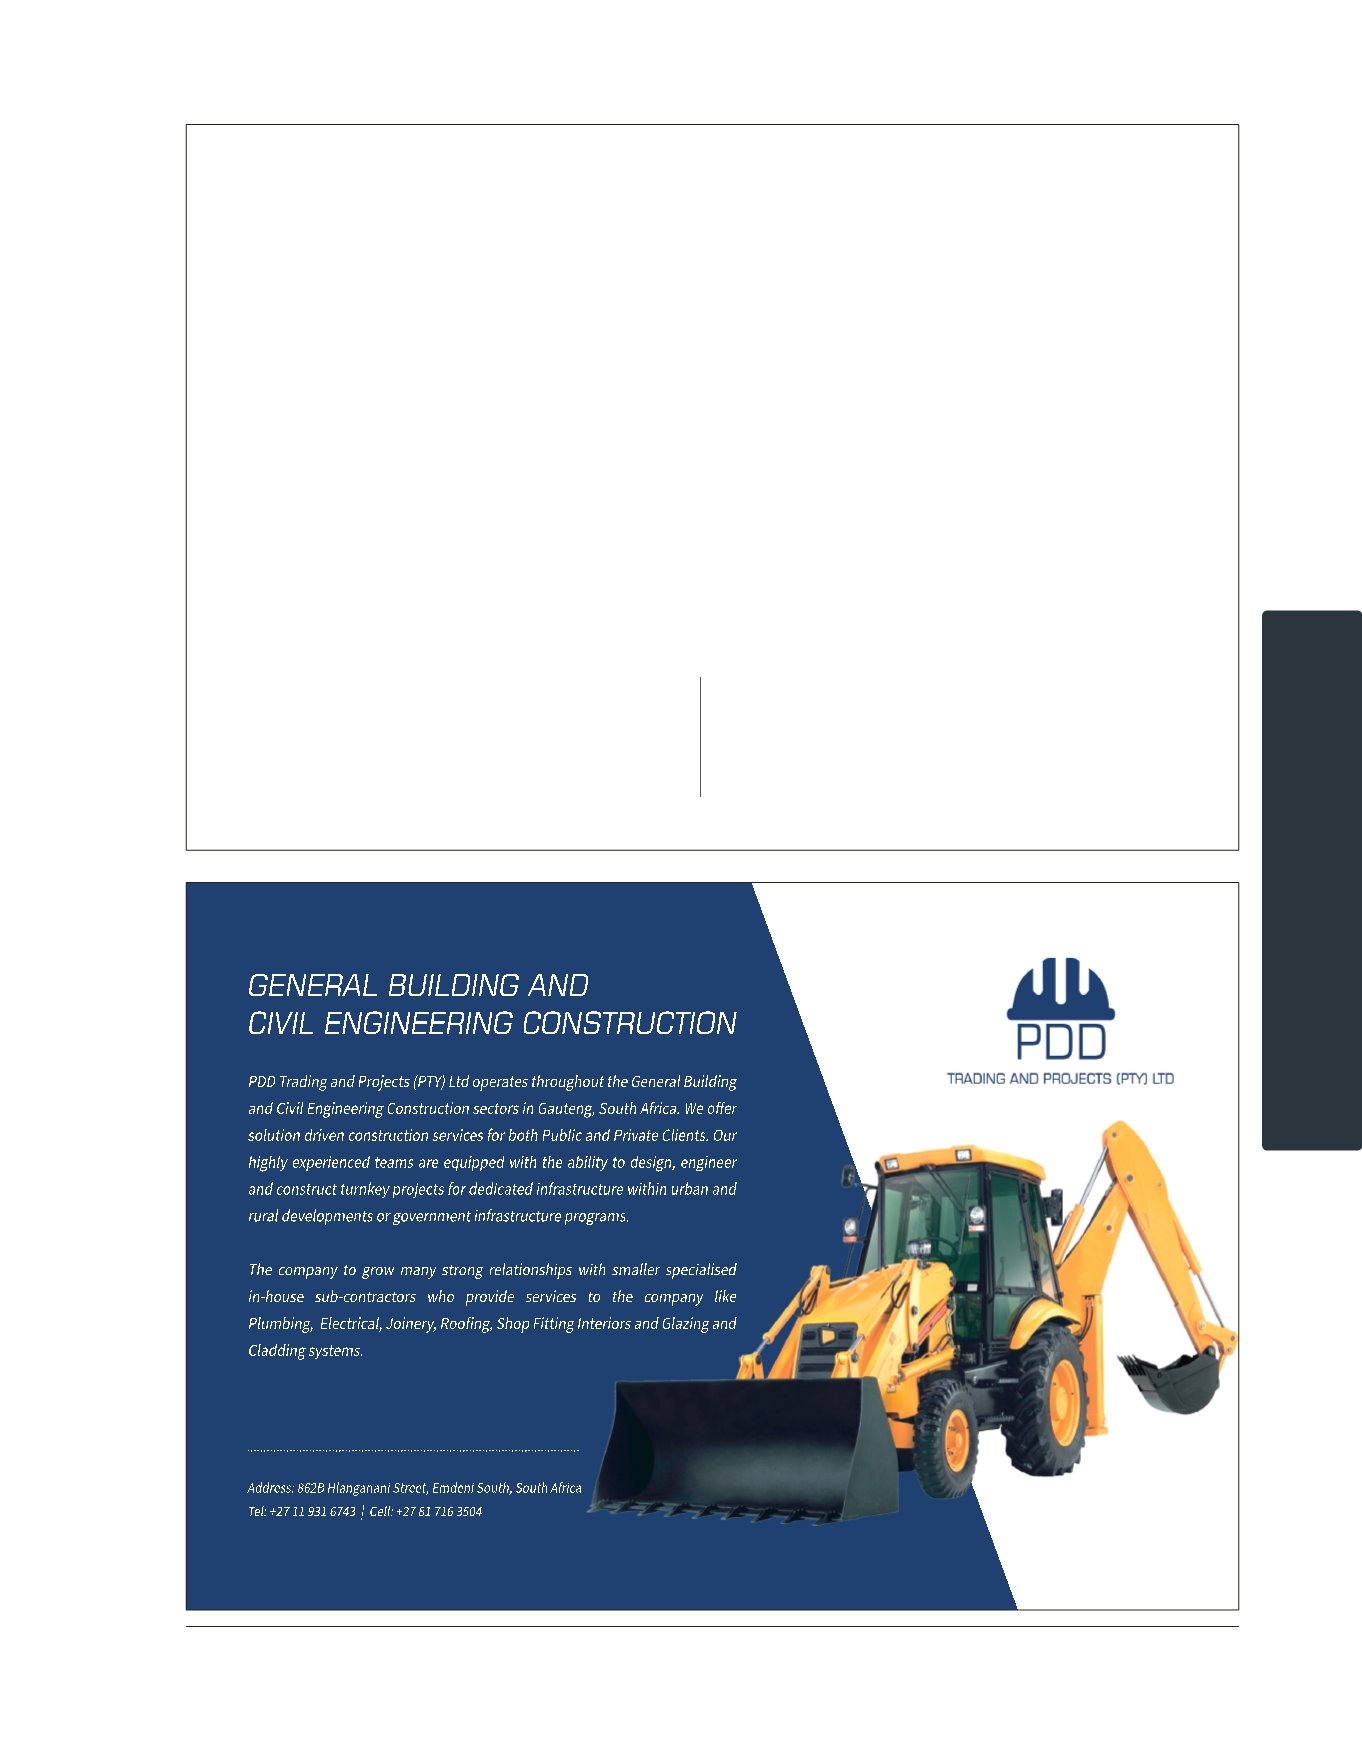 GENERAL BUILDING AND
CIVIL ENGINEERING CONSTRUCTION
PDD Trading and Projects (PTY) Ltd operates throughout the General Building
and Civil Engineering Construction sectors in Gauteng, South Africa. We offer
solution driven construction services for both Public and Private Clients. Our
highly experienced teams are equipped with the ability to design, engineer
and construct turnkey projects for dedicated infrastructure within urban and
rural developments or government infrastructure programs.
The company to grow many strong relationships with smaller specialised
in-house sub-contractors who provide services to the company like
Plumbing, Electrical, Joinery, Roofing, Shop Fitting Interiors and Glazing and
Cladding systems.
Address: 862B Hlanganani Street, Emdeni South, South Africa
Tel: +27 11 931 6743 ¦ Cell: +27 81 716 3504
PDD
TRADING AND PROJECTS (PTY) LTD